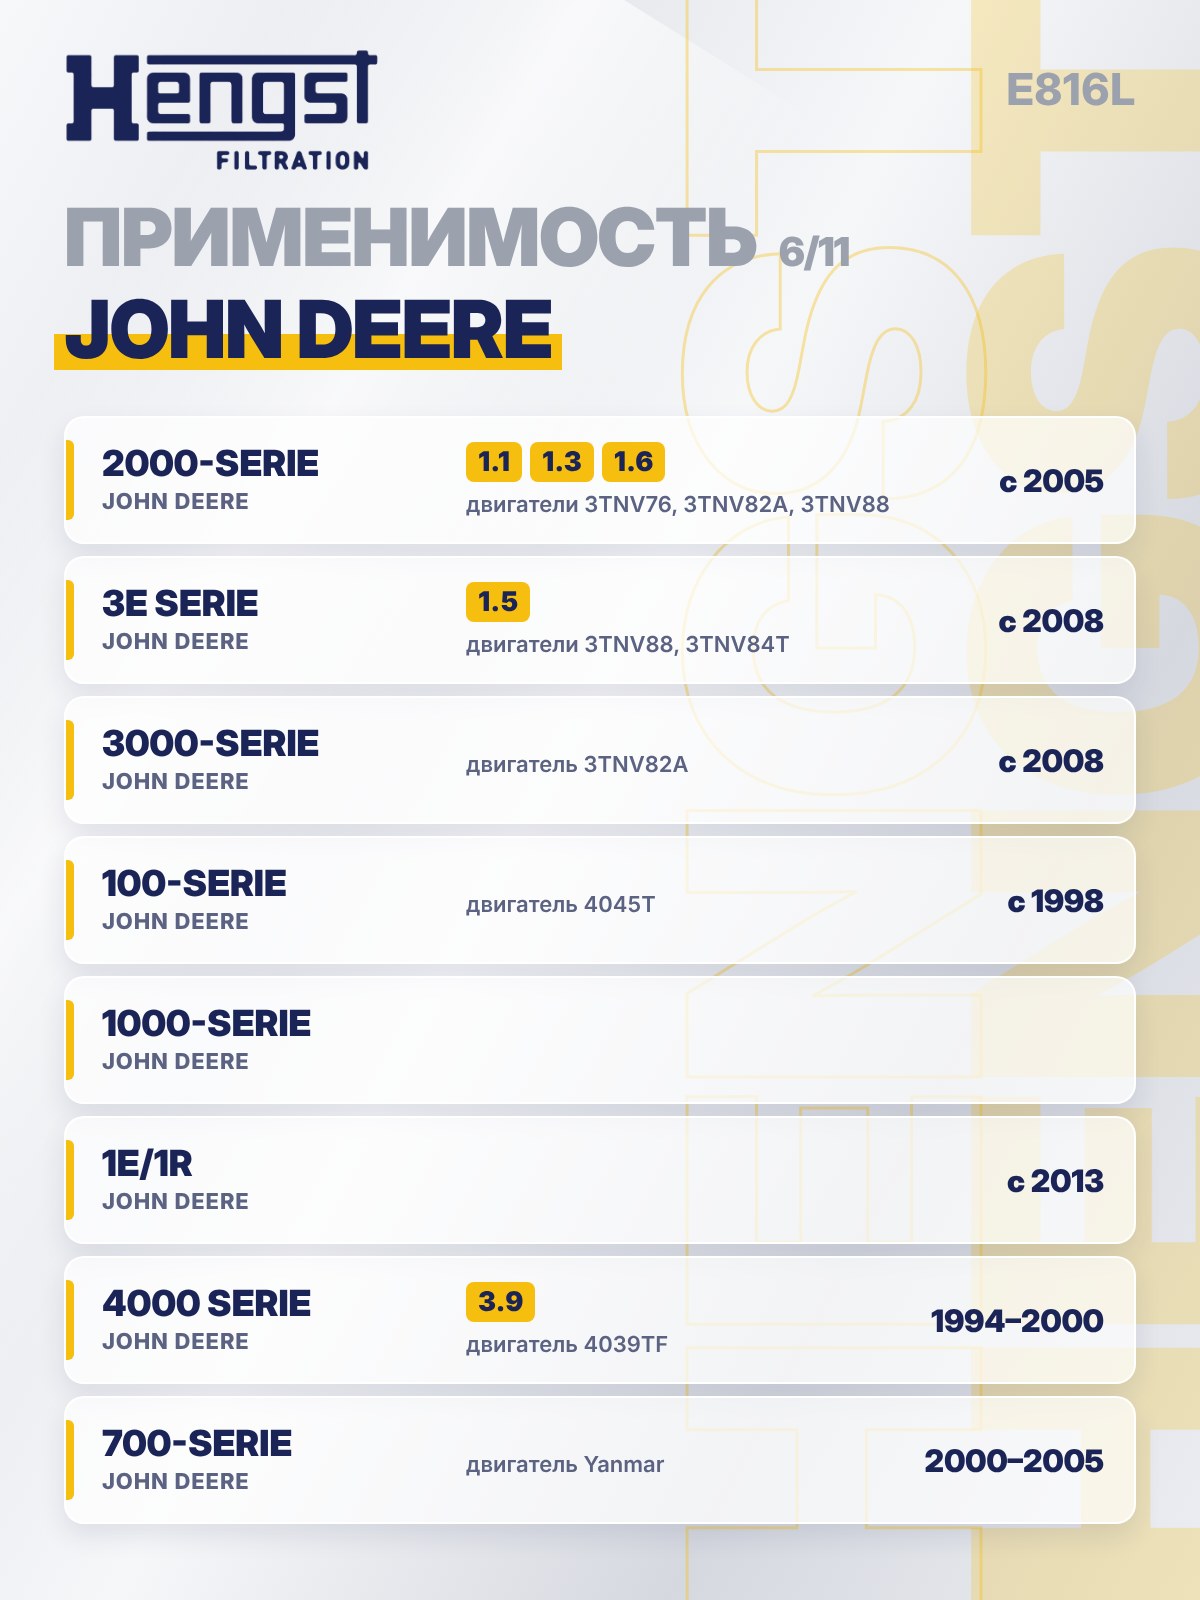 Hengst
FILTRATION
E816L
ПРИМЕНИМОСТЬ 6/11
JOHN DEERE
2000-SERIE
JOHN DEERE
1.1 1.3 1.6
двигатели 3TNV76, 3TNV82A, 3TNV88
с 2005
3E SERIE
JOHN DEERE
1.5
двигатели 3TNV88, 3TNV84T
с 2008
3000-SERIE
JOHN DEERE
двигатель 3TNV82A
с 2008
100-SERIE
JOHN DEERE
двигатель 4045T
с 1998
1000-SERIE
JOHN DEERE
1E/1R
JOHN DEERE
с 2013
4000 SERIE
JOHN DEERE
3.9
двигатель 4039TF
1994–2000
700-SERIE
JOHN DEERE
двигатель Yanmar
2000–2005
HENGST
HENGST